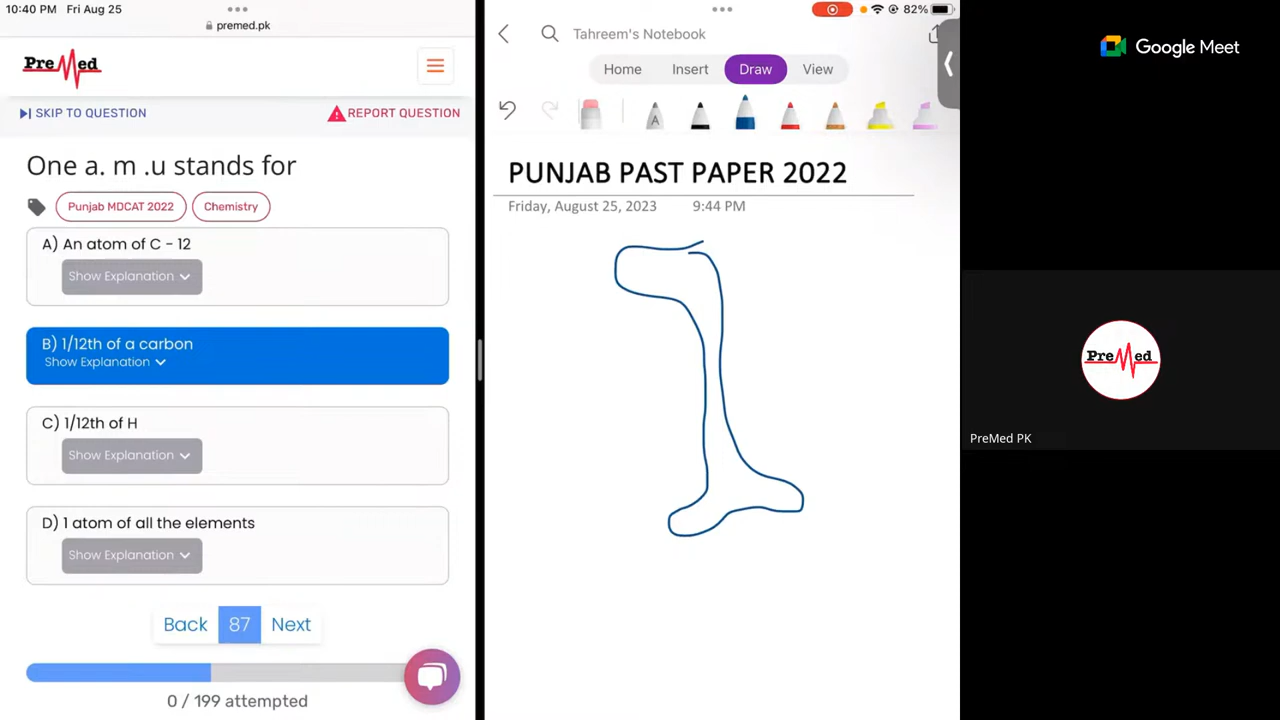 10:40 PM Fri Aug 25
premed.pk
PreMed
SKIP TO QUESTION
REPORT QUESTION
One a. m .u stands for
Punjab MDCAT 2022
Chemistry
A) An atom of C - 12
Show Explanation
B) 1/12th of a carbon
Show Explanation
C) 1/12th of H
Show Explanation
D) 1 atom of all the elements
Show Explanation
Back 87 Next
0 / 199 attempted
82%
Tahreem's Notebook
Home Insert Draw View
A
PUNJAB PAST PAPER 2022
Friday, August 25, 2023 9:44 PM
Google Meet
PreMed
PreMed PK